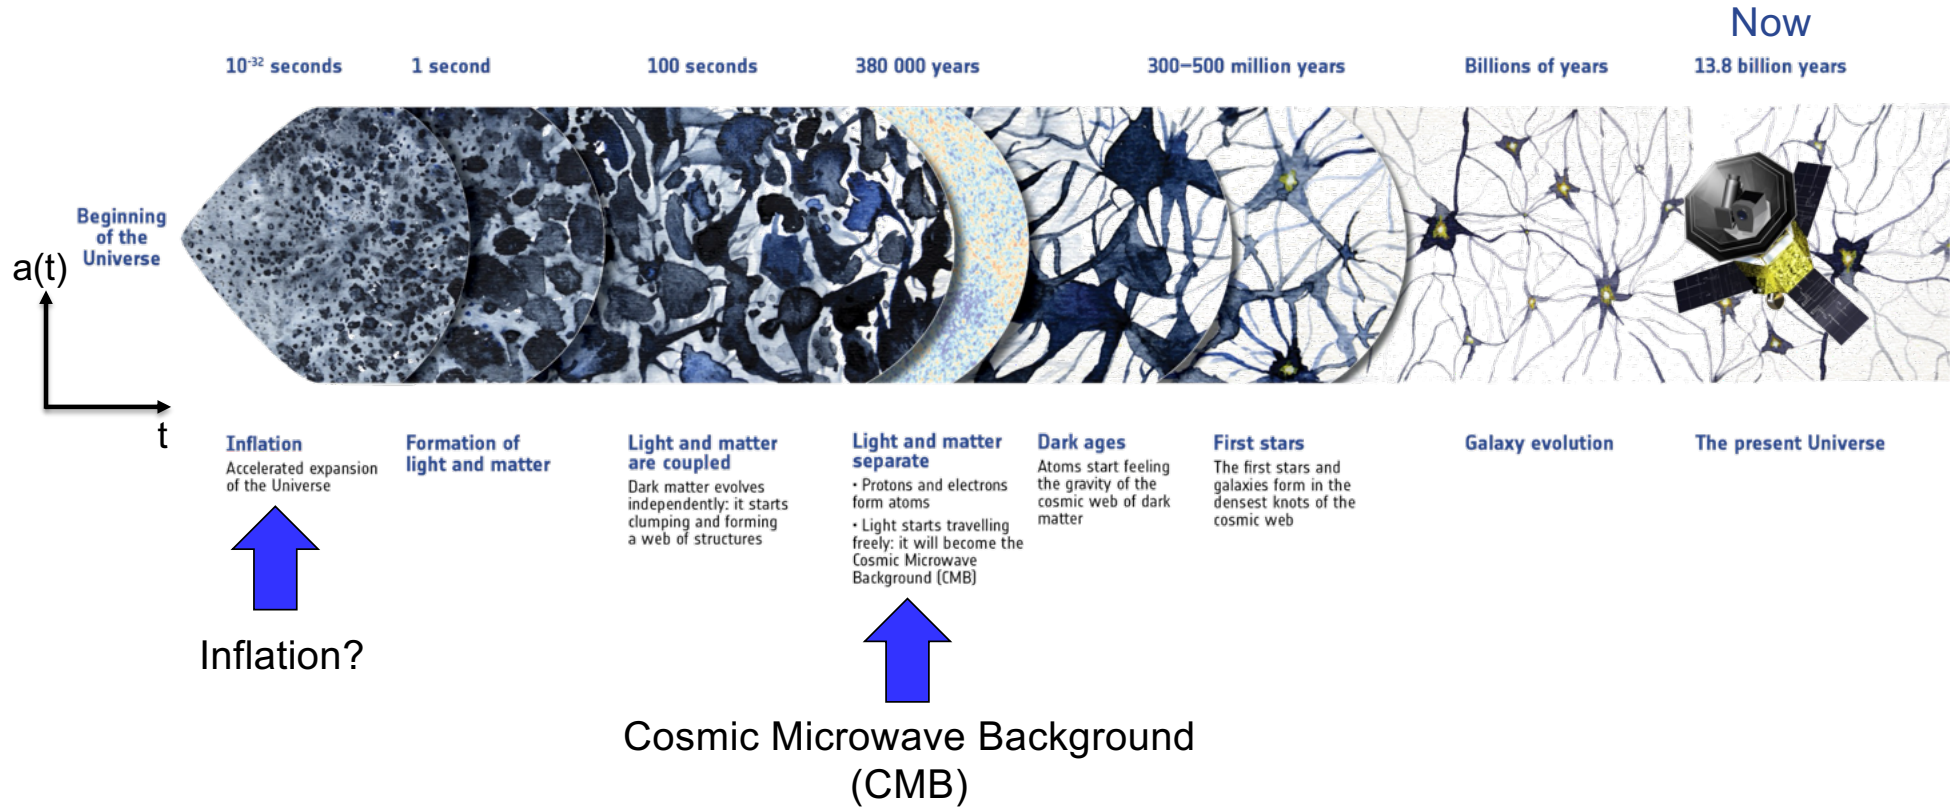 Now
10-32 seconds
1 second
100 seconds
380 000 years
300–500 million years
Billions of years
13.8 billion years
Beginning
of the
Universe
a(t)
t
Inflation
Accelerated expansion
of the Universe
Formation of
light and matter
Light and matter
are coupled
Dark matter evolves
independently: it starts
clumping and forming
a web of structures
Light and matter
separate
• Protons and electrons
form atoms
• Light starts travelling
freely: it will become the
Cosmic Microwave
Background (CMB)
Dark ages
Atoms start feeling
the gravity of the
cosmic web of dark
matter
First stars
The first stars and
galaxies form in the
densest knots of the
cosmic web
Galaxy evolution
The present Universe
Inflation?
Cosmic Microwave Background
(CMB)